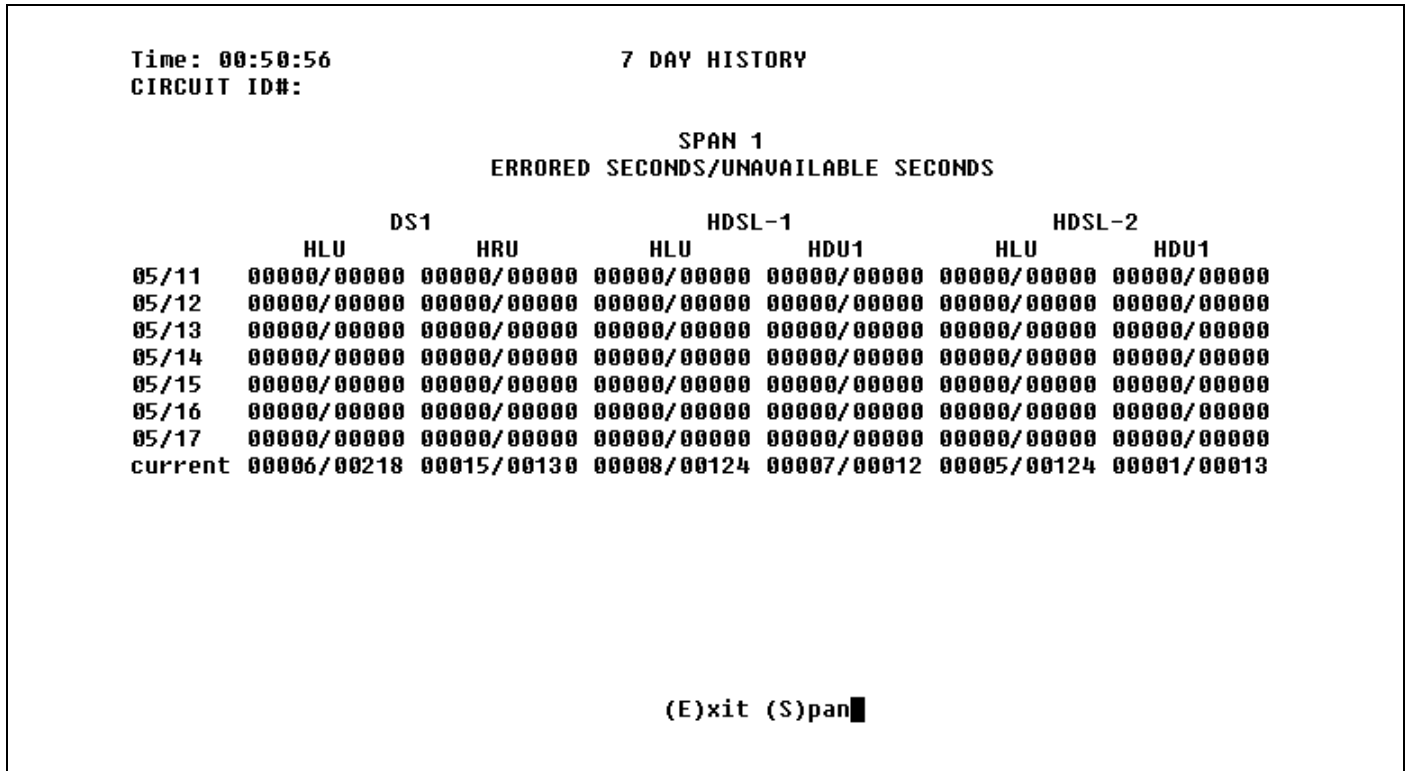 Time: 00:50:56 7 DAY HISTORY
CIRCUIT ID#:
SPAN 1
ERRORED SECONDS/UNAVAILABLE SECONDS
DS1 HDSL-1 HDSL-2
HLU HRU HLU HDU1 HLU HDU1
05/11 00000/00000 00000/00000 00000/00000 00000/00000 00000/00000 00000/00000
05/12 00000/00000 00000/00000 00000/00000 00000/00000 00000/00000 00000/00000
05/13 00000/00000 00000/00000 00000/00000 00000/00000 00000/00000 00000/00000
05/14 00000/00000 00000/00000 00000/00000 00000/00000 00000/00000 00000/00000
05/15 00000/00000 00000/00000 00000/00000 00000/00000 00000/00000 00000/00000
05/16 00000/00000 00000/00000 00000/00000 00000/00000 00000/00000 00000/00000
05/17 00000/00000 00000/00000 00000/00000 00000/00000 00000/00000 00000/00000
current 00006/00218 00015/00130 00008/00124 00007/00012 00005/00124 00001/00013
(E)xit (S)pan